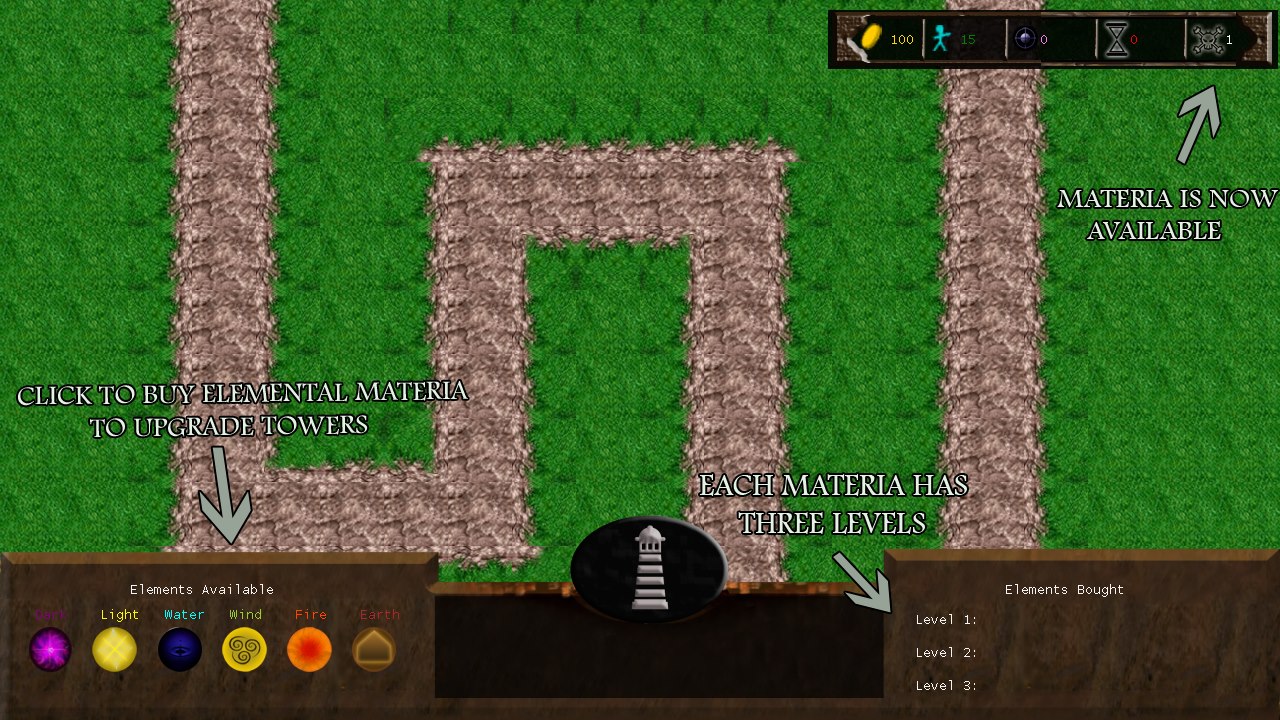 100 15 0 0 1
MATERIA IS NOW
AVAILABLE
CLICK TO BUY ELEMENTAL MATERIA
TO UPGRADE TOWERS
EACH MATERIA HAS
THREE LEVELS
Elements Available
Dark Light Water Wind Fire Earth
Elements Bought
Level 1:
Level 2:
Level 3: